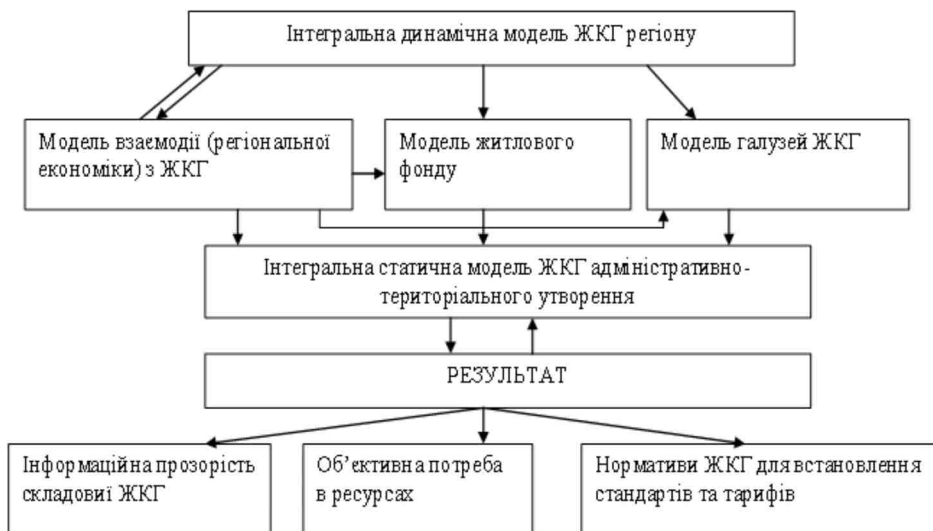 Інтегральна динамічна модель ЖКГ регіону
Модель взаємодії (регіональної
економіки) з ЖКГ
Модель житлового
фонду
Модель галузей ЖКГ
Інтегральна статична модель ЖКГ адміністративно-
територіального утворення
РЕЗУЛЬТАТ
Інформаційна прозорість
складовиї ЖКГ
Об’єктивна потреба
в ресурсах
Нормативи ЖКГ для встановлення
стандартів та тарифів